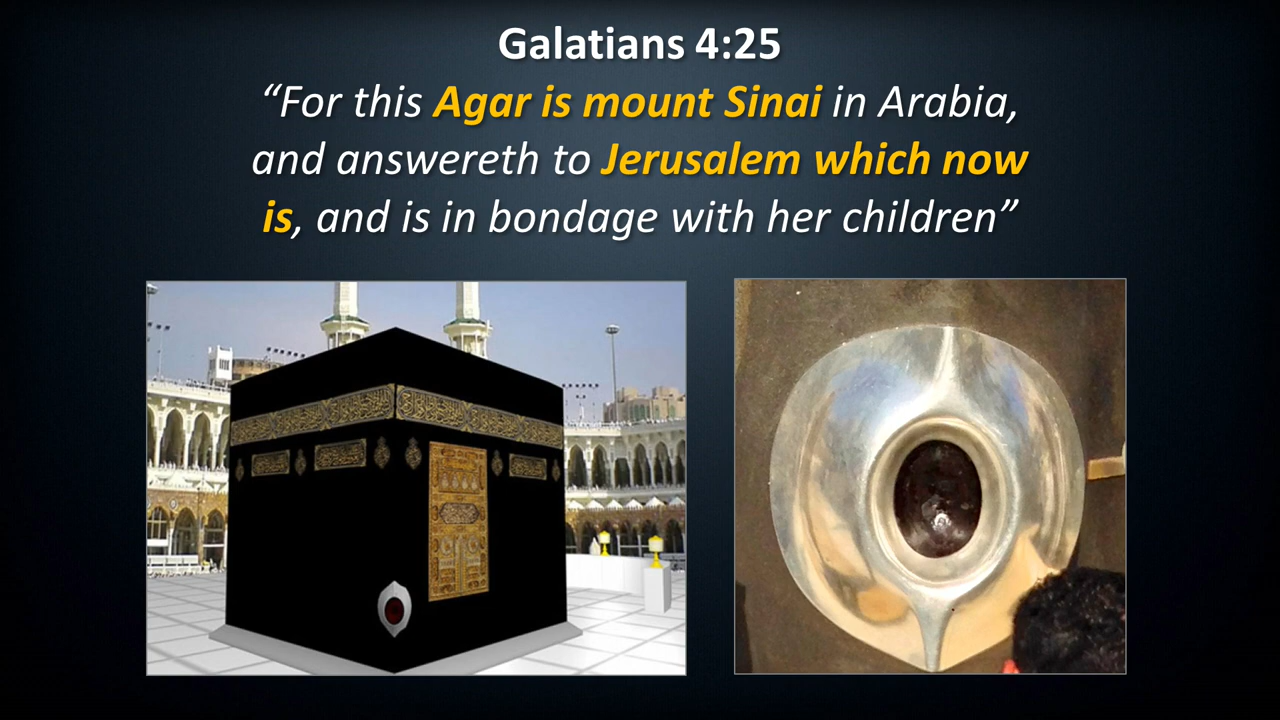 Galatians 4:25
“For this Agar is mount Sinai in Arabia,
and answereth to Jerusalem which now
is, and is in bondage with her children”